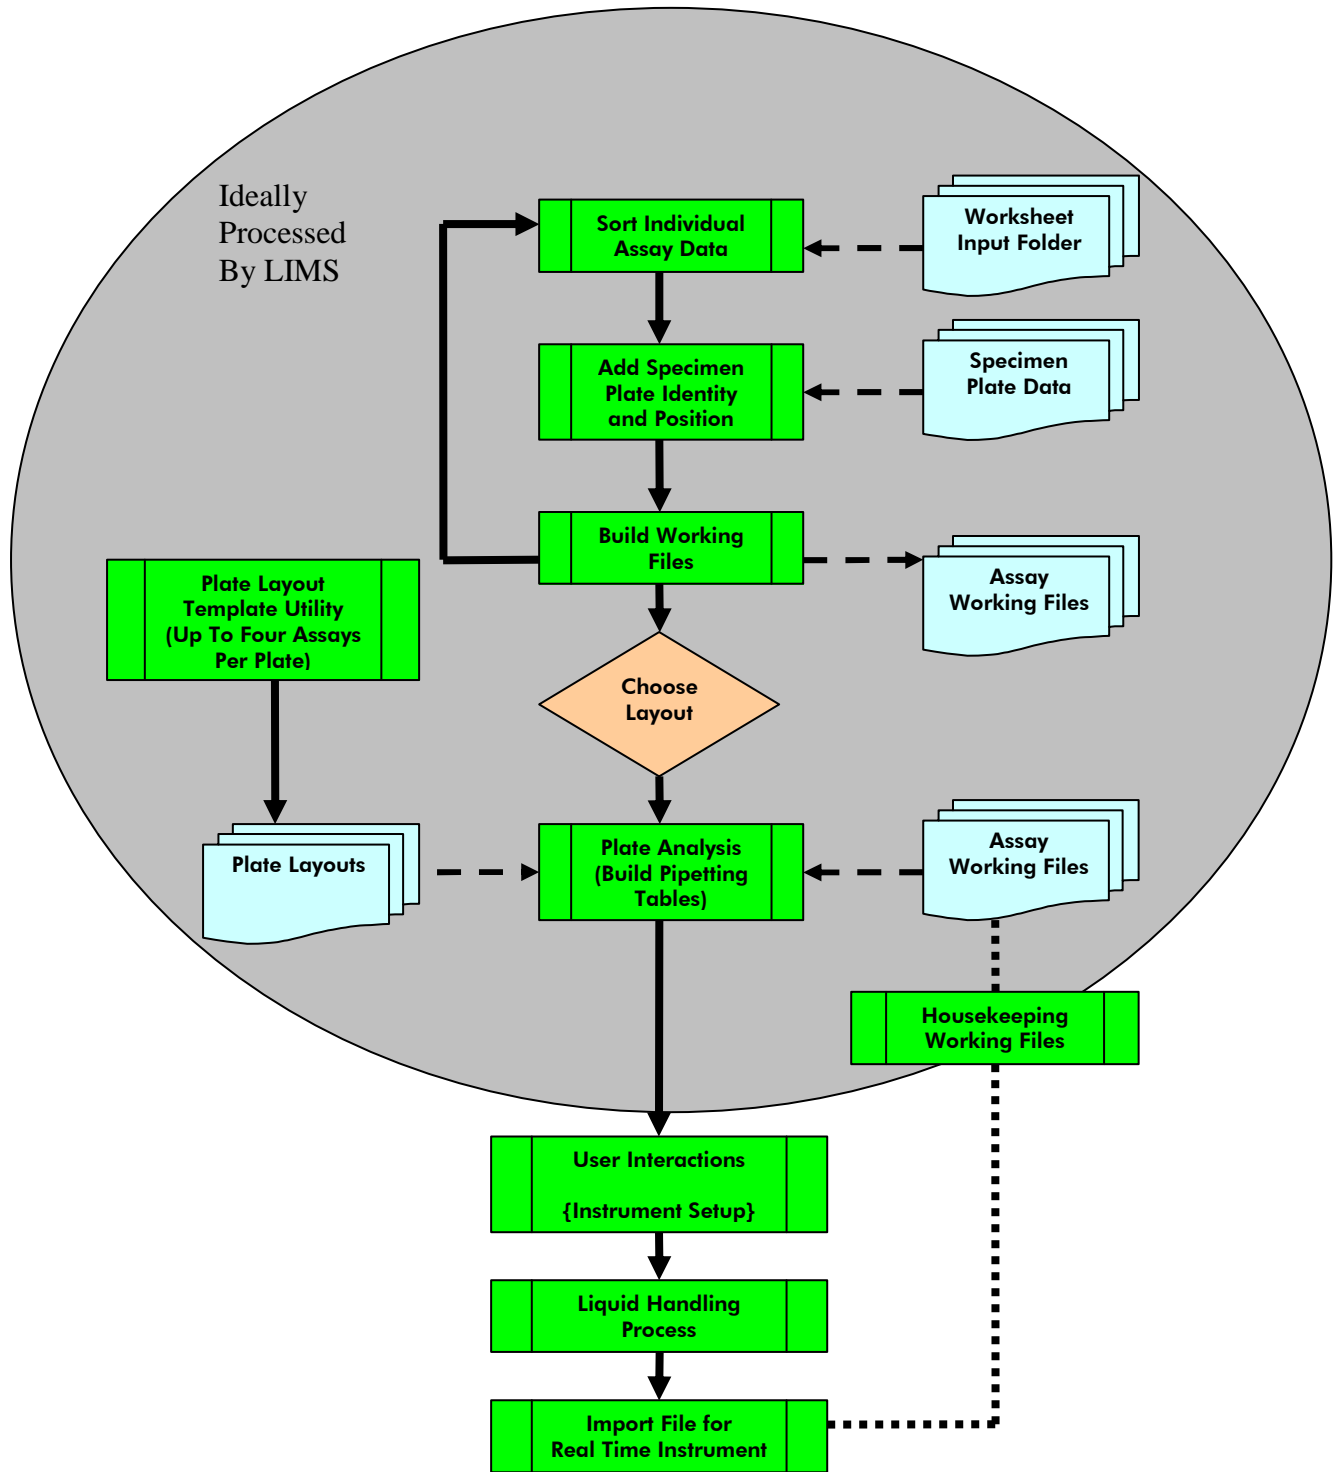 Ideally
Processed
By LIMS
Sort Individual
Assay Data
Worksheet
Input Folder
Add Specimen
Plate Identity
and Position
Specimen
Plate Data
Build Working
Files
Assay
Working Files
Plate Layout
Template Utility
(Up To Four Assays
Per Plate)
Choose
Layout
Plate Layouts
Plate Analysis
(Build Pipetting
Tables)
Assay
Working Files
Housekeeping
Working Files
User Interactions
{Instrument Setup}
Liquid Handling
Process
Import File for
Real Time Instrument